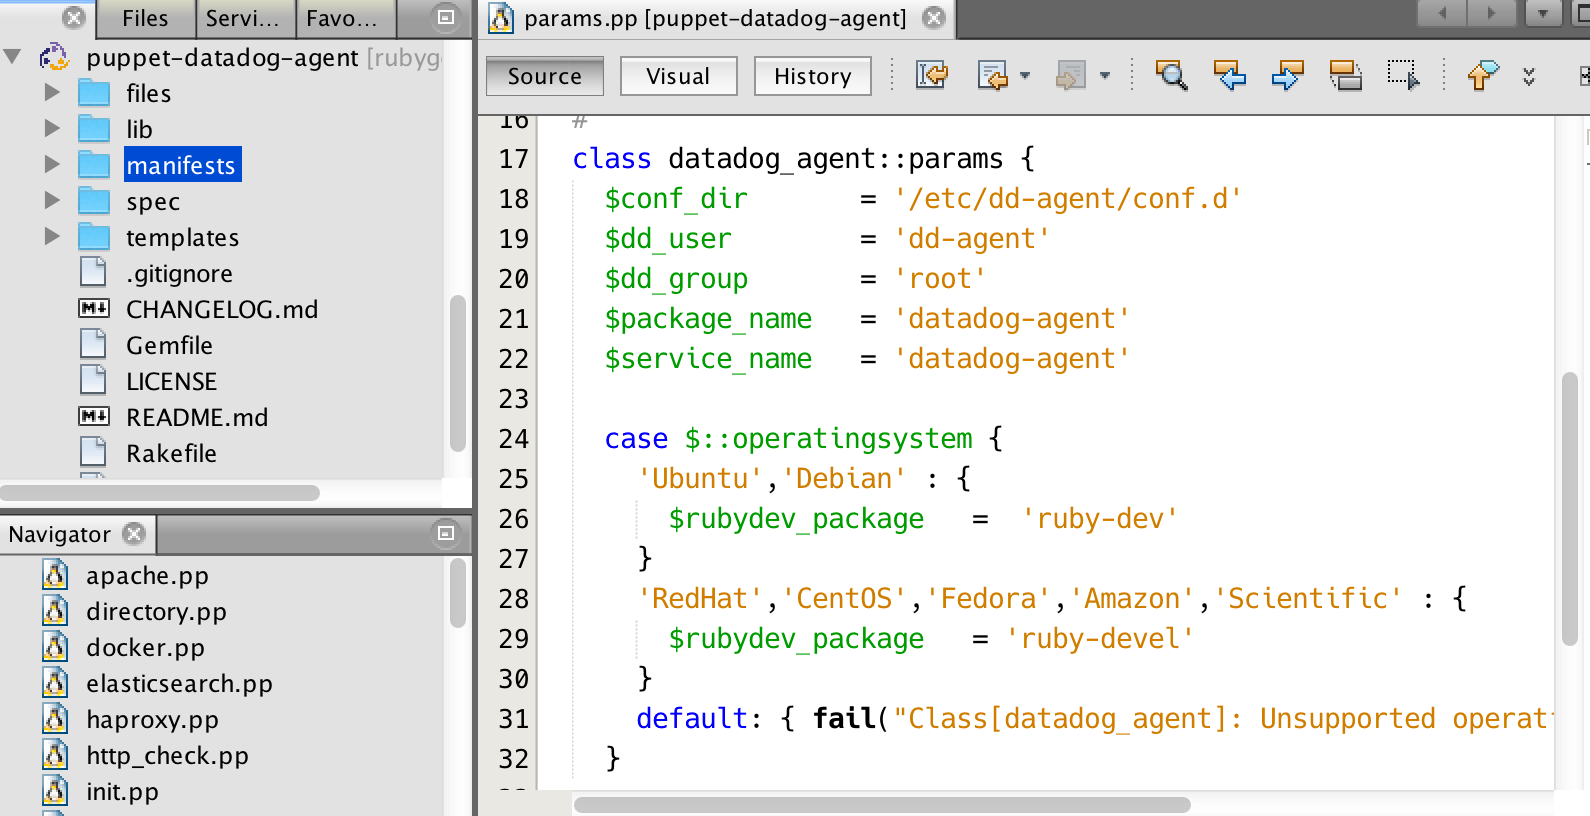 Files
Servi...
Favo...
puppet-datadog-agent [rubyg
files
lib
manifests
spec
templates
.gitignore
CHANGELOG.md
Gemfile
LICENSE
README.md
Rakefile
Navigator
apache.pp
directory.pp
docker.pp
elasticsearch.pp
haproxy.pp
http_check.pp
init.pp
params.pp [puppet-datadog-agent]
Source Visual History
16 #
17 class datadog_agent::params {
18 $conf_dir = '/etc/dd-agent/conf.d'
19 $dd_user = 'dd-agent'
20 $dd_group = 'root'
21 $package_name = 'datadog-agent'
22 $service_name = 'datadog-agent'
23
24 case $::operatingsystem {
25 'Ubuntu','Debian' : {
26 $rubydev_package = 'ruby-dev'
27 }
28 'RedHat','CentOS','Fedora','Amazon','Scientific' : {
29 $rubydev_package = 'ruby-devel'
30 }
31 default: { fail("Class[datadog_agent]: Unsupported operat
32 }